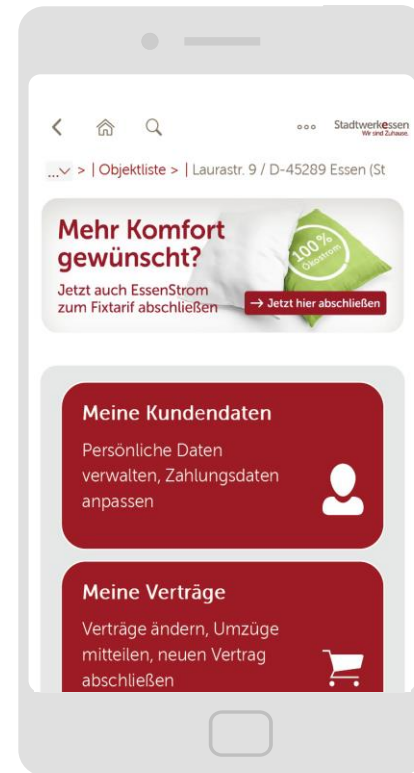 Stadtwerkessen
Wir sind Zuhause.
...> | Objektliste > | Laurastr. 9 / D-45289 Essen (St
Mehr Komfort
gewünscht?
Jetzt auch EssenStrom
zum Fixtarif abschließen
100%
Ökostrom
→ Jetzt hier abschließen
Meine Kundendaten
Persönliche Daten
verwalten, Zahlungsdaten
anpassen
Meine Verträge
Verträge ändern, Umzüge
mitteilen, neuen Vertrag
abschließen